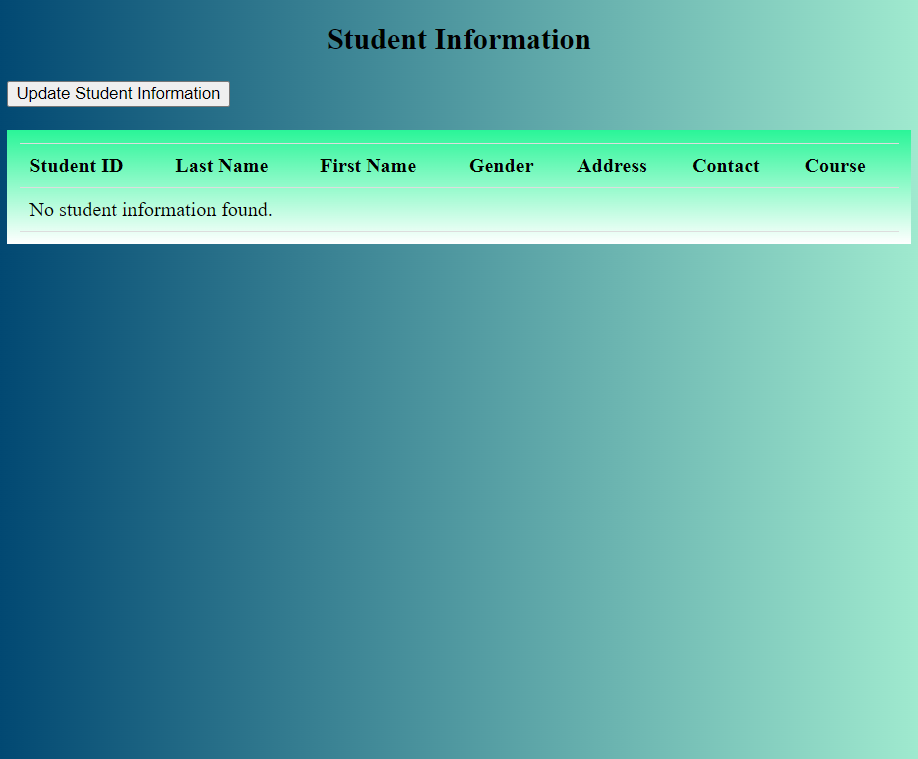 Student Information
Update Student Information
Student ID Last Name First Name Gender Address Contact Course
No student information found.